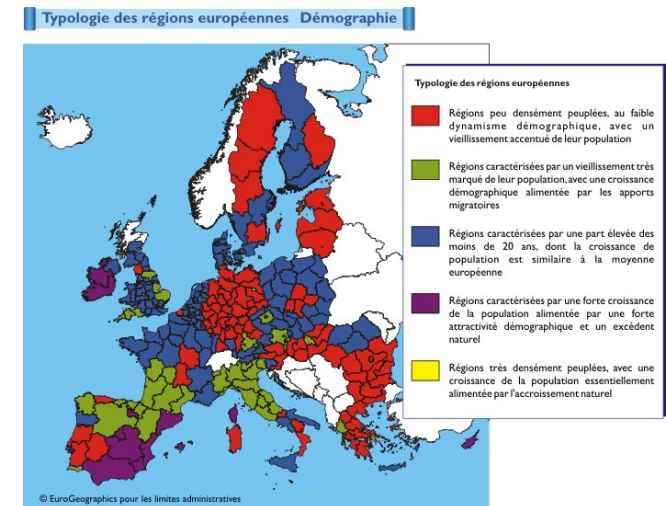 Typologie des régions européennes Démographie
Typologie des régions européennes
Régions peu densément peuplées, au faible
dynamisme démographique, avec un
vieillissement accentué de leur population
Régions caractérisées par un vieillissement très
marqué de leur population, avec une croissance
démographique alimentée par les apports
migratoires
Régions caractérisées par une part élevée des
moins de 20 ans, dont la croissance de
population est similaire à la moyenne
européenne
Régions caractérisées par une forte croissance
de la population alimentée par une forte
attractivité démographique et un excédent
naturel
Régions très densément peuplées, avec une
croissance de la population essentiellement
alimentée par l'accroissement naturel
© EuroGeographics pour les limites administratives